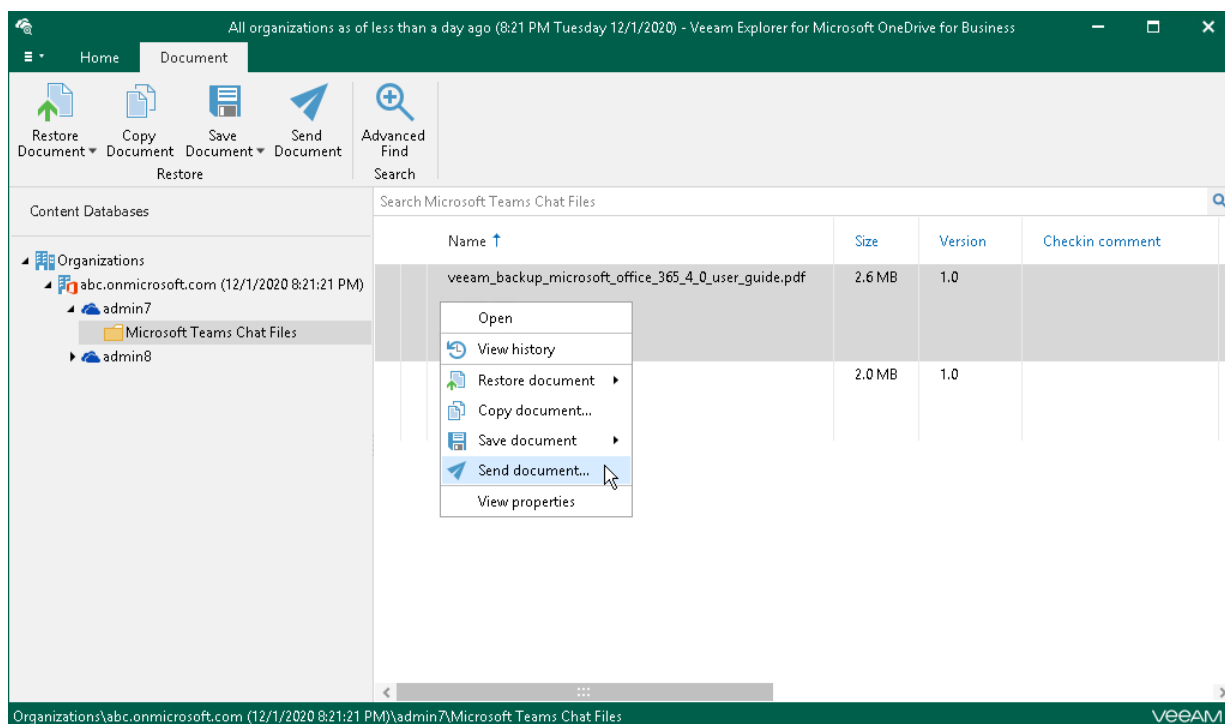 All organizations as of less than a day ago (8:21 PM Tuesday 12/1/2020) - Veeam Explorer for Microsoft OneDrive for Business
Home Document
Restore Document
Copy Document
Save Document
Send Document
Advanced Find
Restore
Search
Content Databases
Organizations
abc.onmicrosoft.com (12/1/2020 8:21:21 PM)
admin7
Microsoft Teams Chat Files
admin8
Search Microsoft Teams Chat Files
Name Size Version Checkin comment
veeam_backup_microsoft_office_365_4_0_user_guide.pdf 2.6 MB 1.0
2.0 MB 1.0
Open
View history
Restore document
Copy document...
Save document
Send document...
View properties
Organizations\abc.onmicrosoft.com (12/1/2020 8:21:21 PM)\admin7\Microsoft Teams Chat Files
veeam